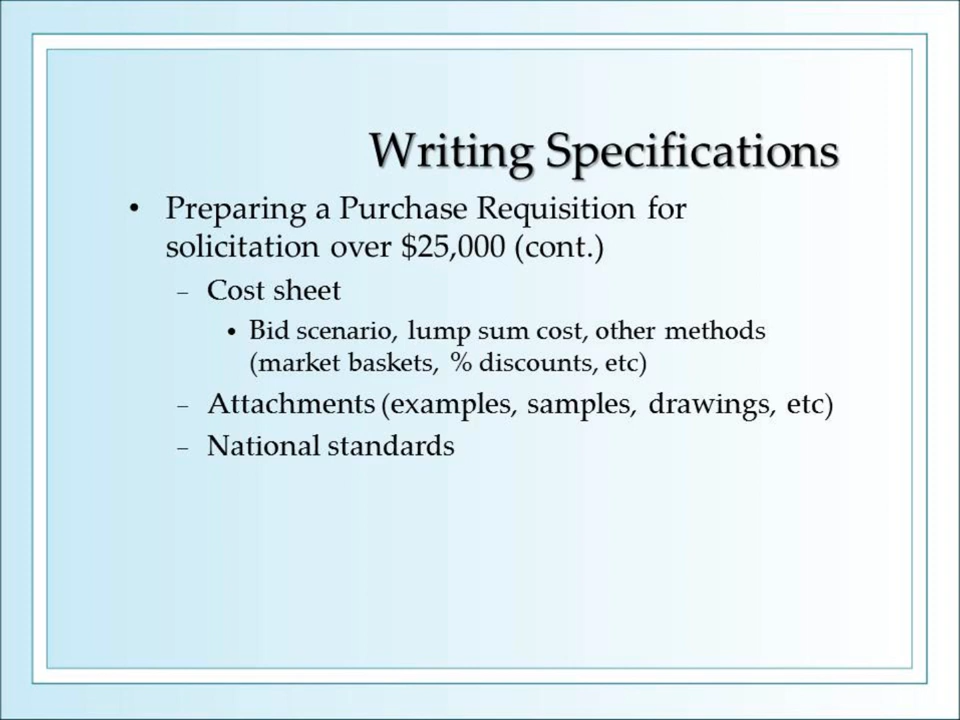 Writing Specifications
• Preparing a Purchase Requisition for
solicitation over $25,000 (cont.)
– Cost sheet
• Bid scenario, lump sum cost, other methods
(market baskets, % discounts, etc)
– Attachments (examples, samples, drawings, etc)
– National standards